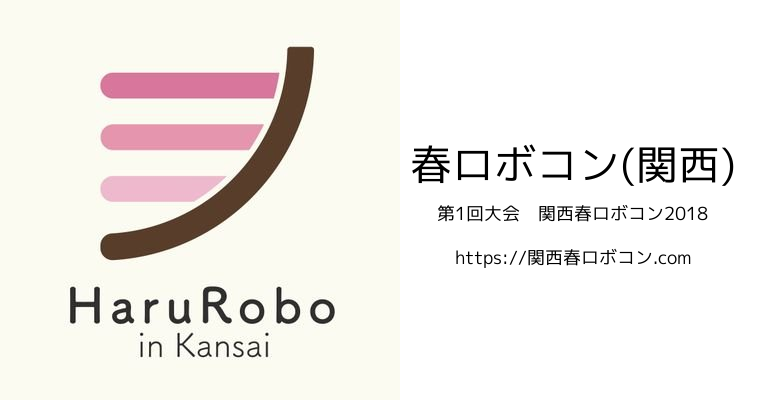 HaruRobo
in Kansai
春ロボコン(関西)
第1回大会　関西春ロボコン2018
https://関西春ロボコン.com